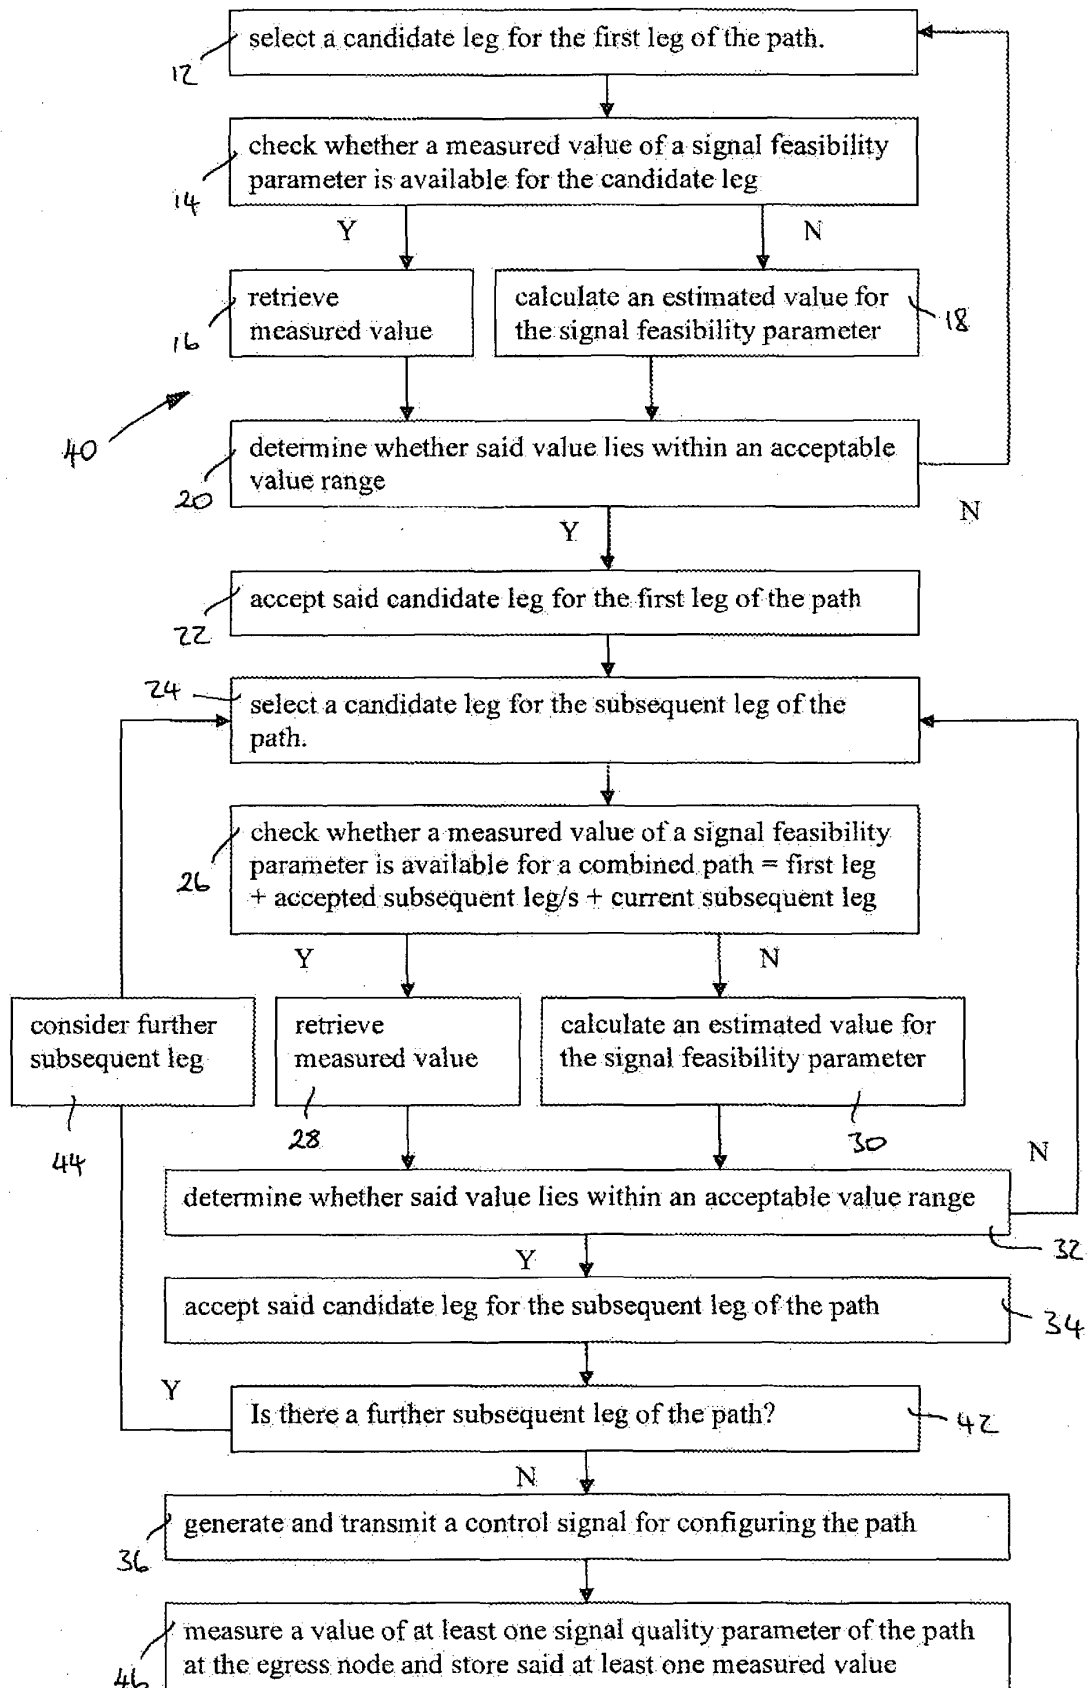 select a candidate leg for the first leg of the path.
12
check whether a measured value of a signal feasibility
parameter is available for the candidate leg
14
Y
N
retrieve
measured value
16
calculate an estimated value for
the signal feasibility parameter
18
40
determine whether said value lies within an acceptable
value range
20
N
Y
accept said candidate leg for the first leg of the path
22
24
select a candidate leg for the subsequent leg of the
path.
check whether a measured value of a signal feasibility
parameter is available for a combined path = first leg
+ accepted subsequent leg/s + current subsequent leg
26
Y
N
consider further
subsequent leg
44
retrieve
measured value
28
calculate an estimated value for
the signal feasibility parameter
30
N
determine whether said value lies within an acceptable value range
32
Y
accept said candidate leg for the subsequent leg of the path
34
Y
Is there a further subsequent leg of the path?
42
N
generate and transmit a control signal for configuring the path
36
measure a value of at least one signal quality parameter of the path
at the egress node and store said at least one measured value
46